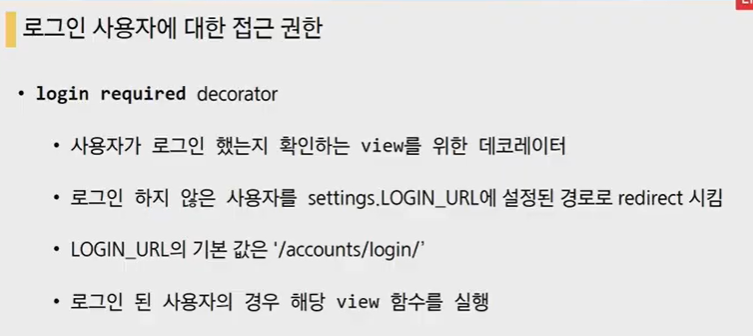 로그인 사용자에 대한 접근 권한
• login required decorator
• 사용자가 로그인 했는지 확인하는 view를 위한 데코레이터
• 로그인 하지 않은 사용자를 settings.LOGIN_URL에 설정된 경로로 redirect 시킴
• LOGIN_URL의 기본 값은 '/accounts/login/’
• 로그인 된 사용자의 경우 해당 view 함수를 실행